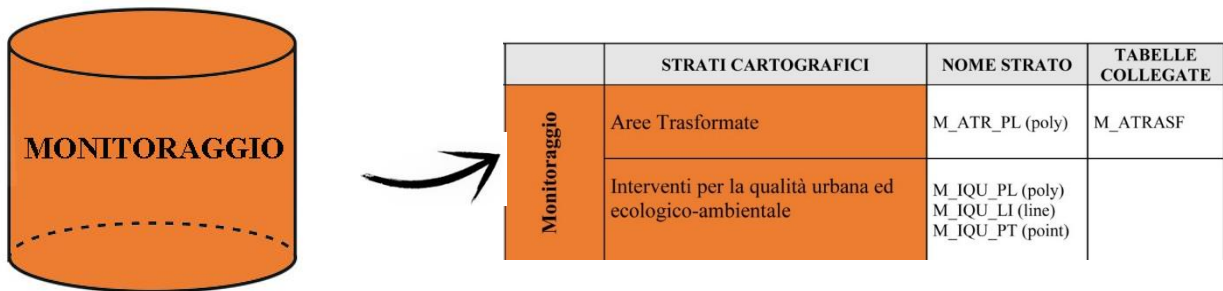 MONITORAGGIO
STRATI CARTOGRAFICI
NOME STRATO
TABELLE
COLLEGATE
Monitoraggio
Aree Trasformate
M_ATR_PL (poly)
M_ATRASF
Interventi per la qualità urbana ed
ecologico-ambientale
M_IQU_PL (poly)
M_IQU_LI (line)
M_IQU_PT (point)